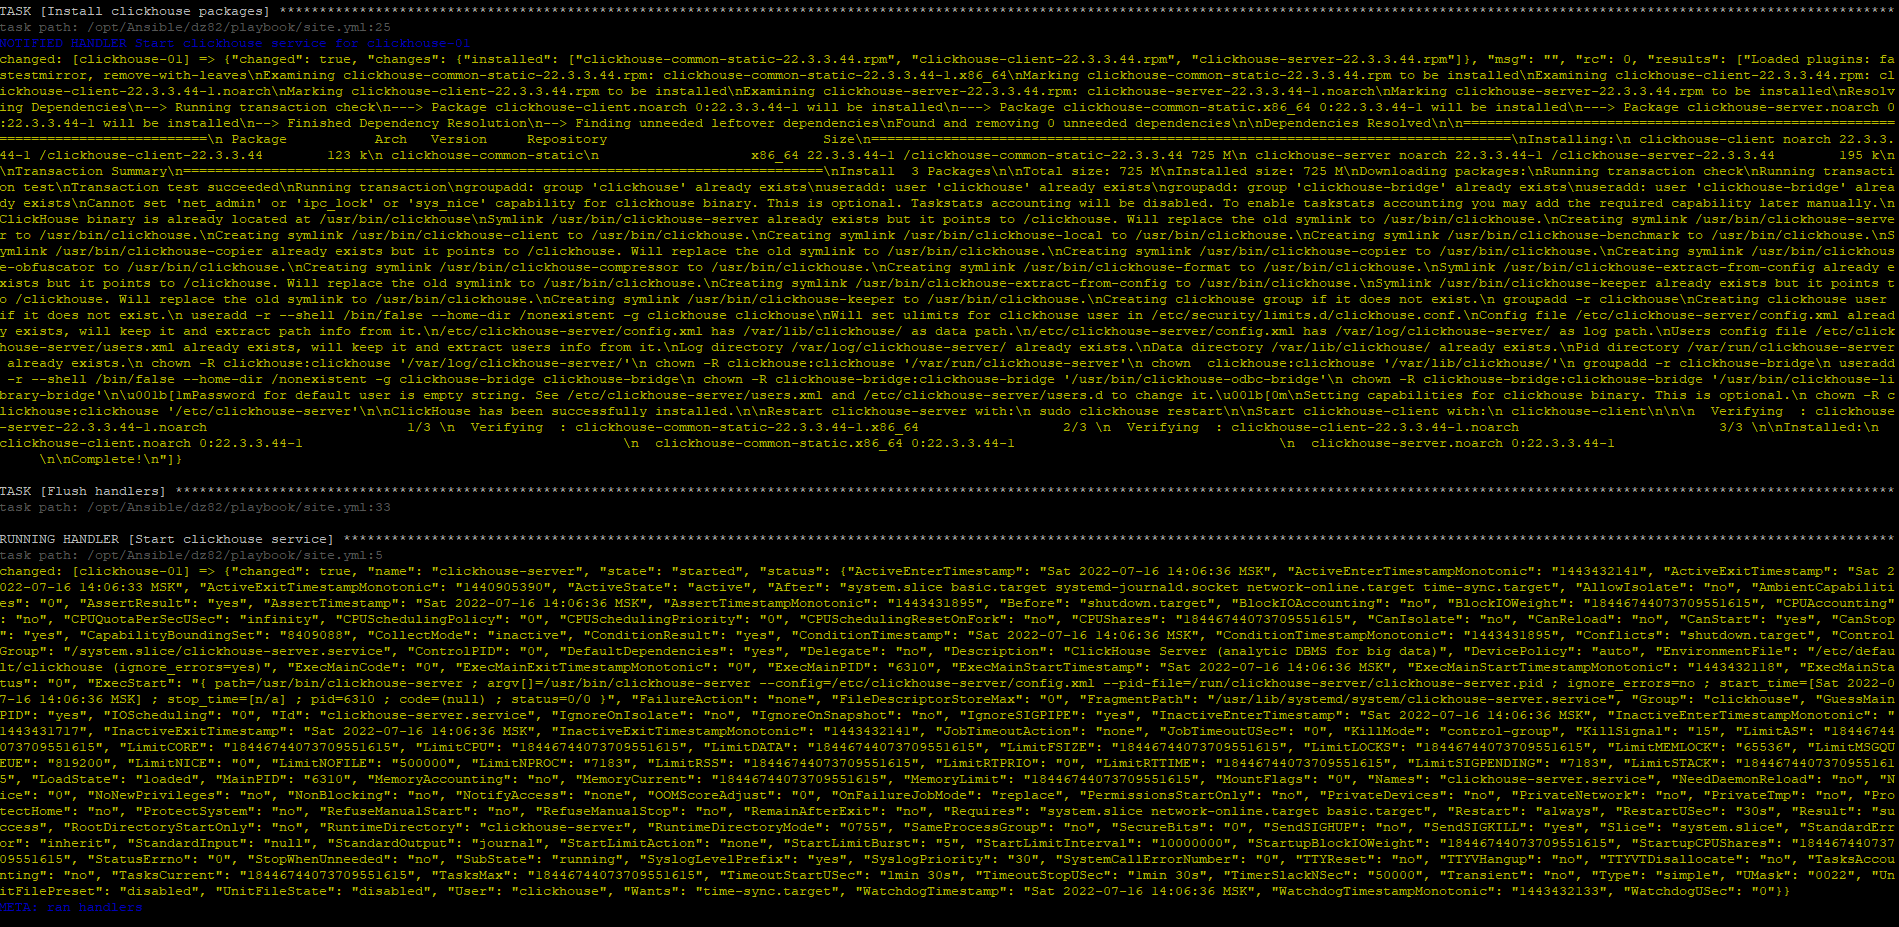 TASK [Install clickhouse packages] ****************************************************************************************************************************************************************************************************
task path: /opt/Ansible/dz82/playbook/site.yml:25
NOTIFIED HANDLER Start clickhouse service for clickhouse-01
changed: [clickhouse-01] => {"changed": true, "changes": {"installed": ["clickhouse-common-static-22.3.3.44.rpm", "clickhouse-client-22.3.3.44.rpm", "clickhouse-server-22.3.3.44.rpm"]}, "msg": "", "rc": 0, "results": ["Loaded plugins: fa
stestmirror, remove-with-leaves\nExamining clickhouse-common-static-22.3.3.44.rpm: clickhouse-common-static-22.3.3.44-1.x86_64\nMarking clickhouse-common-static-22.3.3.44.rpm to be installed\nExamining clickhouse-client-22.3.3.44.rpm: cl
ickhouse-client-22.3.3.44-1.noarch\nMarking clickhouse-client-22.3.3.44.rpm to be installed\nExamining clickhouse-server-22.3.3.44.rpm: clickhouse-server-22.3.3.44-1.noarch\nMarking clickhouse-server-22.3.3.44.rpm to be installed\nResolv
ing Dependencies\n--> Running transaction check\n---> Package clickhouse-client.noarch 0:22.3.3.44-1 will be installed\n---> Package clickhouse-common-static.x86_64 0:22.3.3.44-1 will be installed\n---> Package clickhouse-server.noarch 0
:22.3.3.44-1 will be installed\n--> Finished Dependency Resolution\n--> Finding unneeded leftover dependencies\nFound and removing 0 unneeded dependencies\n\nDependencies Resolved\n\n======================================================
==========================\n Package           Arch   Version     Repository                           Size\n================================================================================\nInstalling:\n clickhouse-client noarch 22.3.3.
44-1 /clickhouse-client-22.3.3.44        123 k\n clickhouse-common-static\n                   x86_64 22.3.3.44-1 /clickhouse-common-static-22.3.3.44 725 M\n clickhouse-server noarch 22.3.3.44-1 /clickhouse-server-22.3.3.44        195 k\n
\nTransaction Summary\n================================================================================\nInstall  3 Packages\n\nTotal size: 725 M\nInstalled size: 725 M\nDownloading packages:\nRunning transaction check\nRunning transacti
on test\nTransaction test succeeded\nRunning transaction\ngroupadd: group 'clickhouse' already exists\nuseradd: user 'clickhouse' already exists\ngroupadd: group 'clickhouse-bridge' already exists\nuseradd: user 'clickhouse-bridge' alrea
dy exists\nCannot set 'net_admin' or 'ipc_lock' or 'sys_nice' capability for clickhouse binary. This is optional. Taskstats accounting will be disabled. To enable taskstats accounting you may add the required capability later manually.\n
ClickHouse binary is already located at /usr/bin/clickhouse\nSymlink /usr/bin/clickhouse-server already exists but it points to /clickhouse. Will replace the old symlink to /usr/bin/clickhouse.\nCreating symlink /usr/bin/clickhouse-serve
r to /usr/bin/clickhouse.\nCreating symlink /usr/bin/clickhouse-client to /usr/bin/clickhouse.\nCreating symlink /usr/bin/clickhouse-local to /usr/bin/clickhouse.\nCreating symlink /usr/bin/clickhouse-benchmark to /usr/bin/clickhouse.\nS
ymlink /usr/bin/clickhouse-copier already exists but it points to /clickhouse. Will replace the old symlink to /usr/bin/clickhouse.\nCreating symlink /usr/bin/clickhouse-copier to /usr/bin/clickhouse.\nCreating symlink /usr/bin/clickhous
e-obfuscator to /usr/bin/clickhouse.\nCreating symlink /usr/bin/clickhouse-compressor to /usr/bin/clickhouse.\nCreating symlink /usr/bin/clickhouse-format to /usr/bin/clickhouse.\nSymlink /usr/bin/clickhouse-extract-from-config already e
xists but it points to /clickhouse. Will replace the old symlink to /usr/bin/clickhouse.\nCreating symlink /usr/bin/clickhouse-extract-from-config to /usr/bin/clickhouse.\nSymlink /usr/bin/clickhouse-keeper already exists but it points t
o /clickhouse. Will replace the old symlink to /usr/bin/clickhouse.\nCreating symlink /usr/bin/clickhouse-keeper to /usr/bin/clickhouse.\nCreating clickhouse group if it does not exist.\n groupadd -r clickhouse\nCreating clickhouse user
if it does not exist.\n useradd -r --shell /bin/false --home-dir /nonexistent -g clickhouse clickhouse\nWill set ulimits for clickhouse user in /etc/security/limits.d/clickhouse.conf.\nConfig file /etc/clickhouse-server/config.xml alread
y exists, will keep it and extract path info from it.\n/etc/clickhouse-server/config.xml has /var/lib/clickhouse/ as data path.\n/etc/clickhouse-server/config.xml has /var/log/clickhouse-server/ as log path.\nUsers config file /etc/click
house-server/users.xml already exists, will keep it and extract users info from it.\nLog directory /var/log/clickhouse-server/ already exists.\nData directory /var/lib/clickhouse/ already exists.\nPid directory /var/run/clickhouse-server
 already exists.\n chown -R clickhouse:clickhouse '/var/log/clickhouse-server/'\n chown -R clickhouse:clickhouse '/var/run/clickhouse-server'\n chown  clickhouse:clickhouse '/var/lib/clickhouse/'\n groupadd -r clickhouse-bridge\n useradd
 -r --shell /bin/false --home-dir /nonexistent -g clickhouse-bridge clickhouse-bridge\n chown -R clickhouse-bridge:clickhouse-bridge '/usr/bin/clickhouse-odbc-bridge'\n chown -R clickhouse-bridge:clickhouse-bridge '/usr/bin/clickhouse-li
brary-bridge'\n\u001b[1mPassword for default user is empty string. See /etc/clickhouse-server/users.xml and /etc/clickhouse-server/users.d to change it.\u001b[0m\nSetting capabilities for clickhouse binary. This is optional.\n chown -R c
lickhouse:clickhouse '/etc/clickhouse-server'\n\nClickHouse has been successfully installed.\n\nRestart clickhouse-server with:\n sudo clickhouse restart\n\nStart clickhouse-client with:\n clickhouse-client\n\n\n  Verifying  : clickhouse
-server-22.3.3.44-1.noarch                         1/3 \n  Verifying  : clickhouse-common-static-22.3.3.44-1.x86_64                  2/3 \n  Verifying  : clickhouse-client-22.3.3.44-1.noarch                         3/3 \n\nInstalled:\n
clickhouse-client.noarch 0:22.3.3.44-1                                        \n  clickhouse-common-static.x86_64 0:22.3.3.44-1                                 \n  clickhouse-server.noarch 0:22.3.3.44-1
     \n\nComplete!\n"]}
TASK [Flush handlers] *****************************************************************************************************************************************************************************************************************
task path: /opt/Ansible/dz82/playbook/site.yml:33
RUNNING HANDLER [Start clickhouse service] ********************************************************************************************************************************************************************************************
task path: /opt/Ansible/dz82/playbook/site.yml:5
changed: [clickhouse-01] => {"changed": true, "name": "clickhouse-server", "state": "started", "status": {"ActiveEnterTimestamp": "Sat 2022-07-16 14:06:36 MSK", "ActiveEnterTimestampMonotonic": "1443432141", "ActiveExitTimestamp": "Sat 2
022-07-16 14:06:33 MSK", "ActiveExitTimestampMonotonic": "1440905390", "ActiveState": "active", "After": "system.slice basic.target systemd-journald.socket network-online.target time-sync.target", "AllowIsolate": "no", "AmbientCapabiliti
es": "0", "AssertResult": "yes", "AssertTimestamp": "Sat 2022-07-16 14:06:36 MSK", "AssertTimestampMonotonic": "1443431895", "Before": "shutdown.target", "BlockIOAccounting": "no", "BlockIOWeight": "18446744073709551615", "CPUAccounting"
: "no", "CPUQuotaPerSecUSec": "infinity", "CPUSchedulingPolicy": "0", "CPUSchedulingPriority": "0", "CPUSchedulingResetOnFork": "no", "CPUShares": "18446744073709551615", "CanIsolate": "no", "CanReload": "no", "CanStart": "yes", "CanStop
": "yes", "CapabilityBoundingSet": "8409088", "CollectMode": "inactive", "ConditionResult": "yes", "ConditionTimestamp": "Sat 2022-07-16 14:06:36 MSK", "ConditionTimestampMonotonic": "1443431895", "Conflicts": "shutdown.target", "Control
Group": "/system.slice/clickhouse-server.service", "ControlPID": "0", "DefaultDependencies": "yes", "Delegate": "no", "Description": "ClickHouse Server (analytic DBMS for big data)", "DevicePolicy": "auto", "EnvironmentFile": "/etc/defau
lt/clickhouse (ignore_errors=yes)", "ExecMainCode": "0", "ExecMainExitTimestampMonotonic": "0", "ExecMainPID": "6310", "ExecMainStartTimestamp": "Sat 2022-07-16 14:06:36 MSK", "ExecMainStartTimestampMonotonic": "1443432118", "ExecMainSta
tus": "0", "ExecStart": "{ path=/usr/bin/clickhouse-server ; argv[]=/usr/bin/clickhouse-server --config=/etc/clickhouse-server/config.xml --pid-file=/run/clickhouse-server/clickhouse-server.pid ; ignore_errors=no ; start_time=[Sat 2022-0
7-16 14:06:36 MSK] ; stop_time=[n/a] ; pid=6310 ; code=(null) ; status=0/0 }", "FailureAction": "none", "FileDescriptorStoreMax": "0", "FragmentPath": "/usr/lib/systemd/system/clickhouse-server.service", "Group": "clickhouse", "GuessMain
PID": "yes", "IOScheduling": "0", "Id": "clickhouse-server.service", "IgnoreOnIsolate": "no", "IgnoreOnSnapshot": "no", "IgnoreSIGPIPE": "yes", "InactiveEnterTimestamp": "Sat 2022-07-16 14:06:36 MSK", "InactiveEnterTimestampMonotonic": "
1443431717", "InactiveExitTimestamp": "Sat 2022-07-16 14:06:36 MSK", "InactiveExitTimestampMonotonic": "1443432141", "JobTimeoutAction": "none", "JobTimeoutUSec": "0", "KillMode": "control-group", "KillSignal": "15", "LimitAS": "18446744
073709551615", "LimitCORE": "18446744073709551615", "LimitCPU": "18446744073709551615", "LimitDATA": "18446744073709551615", "LimitFSIZE": "18446744073709551615", "LimitLOCKS": "18446744073709551615", "LimitMEMLOCK": "65536", "LimitMSGQU
EUE": "819200", "LimitNICE": "0", "LimitNOFILE": "500000", "LimitNPROC": "7183", "LimitRSS": "18446744073709551615", "LimitRTPRIO": "0", "LimitRTTIME": "18446744073709551615", "LimitSIGPENDING": "7183", "LimitSTACK": "1844674407370955161
5", "LoadState": "loaded", "MainPID": "6310", "MemoryAccounting": "no", "MemoryCurrent": "18446744073709551615", "MemoryLimit": "18446744073709551615", "MountFlags": "0", "Names": "clickhouse-server.service", "NeedDaemonReload": "no", "N
ice": "0", "NoNewPrivileges": "no", "NonBlocking": "no", "NotifyAccess": "none", "OOMScoreAdjust": "0", "OnFailureJobMode": "replace", "PermissionsStartOnly": "no", "PrivateDevices": "no", "PrivateNetwork": "no", "PrivateTmp": "no", "Pro
tectHome": "no", "ProtectSystem": "no", "RefuseManualStart": "no", "RefuseManualStop": "no", "RemainAfterExit": "no", "Requires": "system.slice network-online.target basic.target", "Restart": "always", "RestartUSec": "30s", "Result": "su
ccess", "RootDirectoryStartOnly": "no", "RuntimeDirectory": "clickhouse-server", "RuntimeDirectoryMode": "0755", "SameProcessGroup": "no", "SecureBits": "0", "SendSIGHUP": "no", "SendSIGKILL": "yes", "Slice": "system.slice", "StandardErr
or": "inherit", "StandardInput": "null", "StandardOutput": "journal", "StartLimitAction": "none", "StartLimitBurst": "5", "StartLimitInterval": "10000000", "StartupBlockIOWeight": "18446744073709551615", "StartupCPUShares": "184467440737
09551615", "StatusErrno": "0", "StopWhenUnneeded": "no", "SubState": "running", "SyslogLevelPrefix": "yes", "SyslogPriority": "30", "SystemCallErrorNumber": "0", "TTYReset": "no", "TTYVHangup": "no", "TTYVTDisallocate": "no", "TasksAccou
nting": "no", "TasksCurrent": "18446744073709551615", "TasksMax": "18446744073709551615", "TimeoutStartUSec": "1min 30s", "TimeoutStopUSec": "1min 30s", "TimerSlackNSec": "50000", "Transient": "no", "Type": "simple", "UMask": "0022", "Un
itFilePreset": "disabled", "UnitFileState": "disabled", "User": "clickhouse", "Wants": "time-sync.target", "WatchdogTimestamp": "Sat 2022-07-16 14:06:36 MSK", "WatchdogTimestampMonotonic": "1443432133", "WatchdogUSec": "0"}}
META: ran handlers